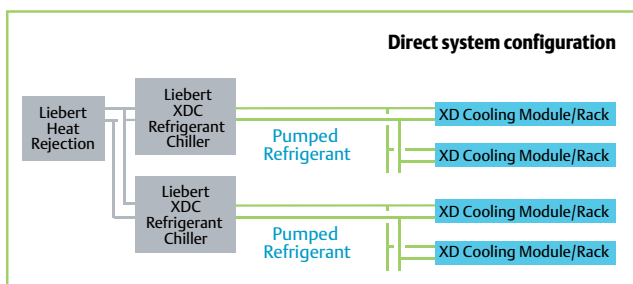 Direct system configuration
Liebert
Heat
Rejection
Liebert
XDC
Refrigerant
Chiller
Pumped
Refrigerant
XD Cooling Module/Rack
XD Cooling Module/Rack
Liebert
XDC
Refrigerant
Chiller
Pumped
Refrigerant
XD Cooling Module/Rack
XD Cooling Module/Rack